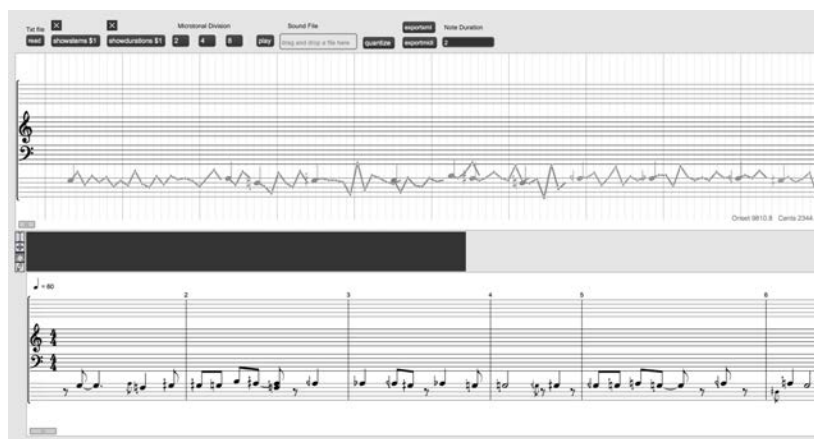 Txt file
Microtonal Division
Sound File
exportxml
Note Duration
read
showstems $1
showdurations $1
2
4
8
play
drag and drop a file here
quantize
exportmidi
2
Onset 9810.8 Cents 2344.
= 60
2
3
4
5
6
4
4
4
4